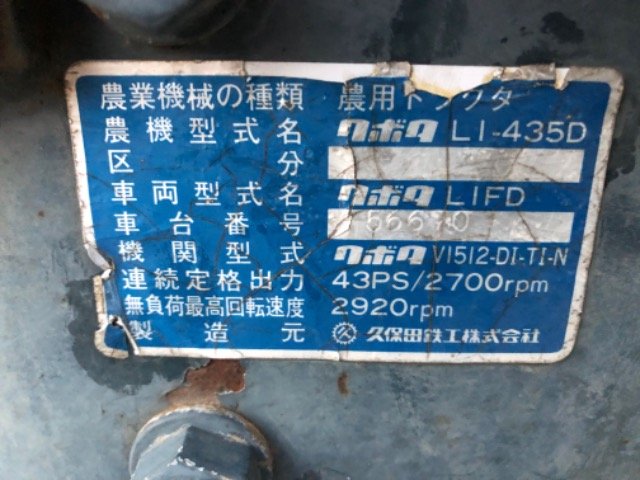 農業機械の種類 農用トラクター
農機型式名 クボタ L1-435D
区分
車両型式名 クボタ L1FD
車台番号
機関型式 クボタ V1512-DI-T1-N
連続定格出力 43PS/2700rpm
無負荷最高回転速度 2920rpm
製造元 久保田鉄工株式会社